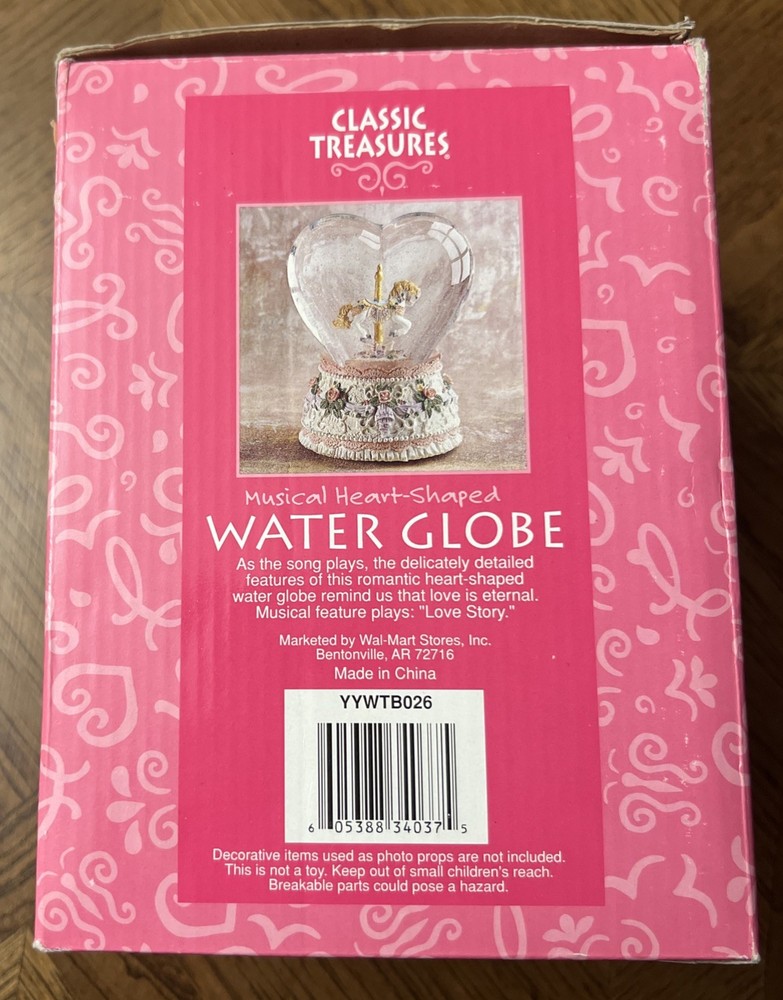 CLASSIC
TREASURES®
Musical Heart-Shaped
WATER GLOBE
As the song plays, the delicately detailed
features of this romantic heart-shaped
water globe remind us that love is eternal.
Musical feature plays: "Love Story."
Marketed by Wal-Mart Stores, Inc.
Bentonville, AR 72716
Made in China
YYWTB026
6 05388 34037 5
Decorative items used as photo props are not included.
This is not a toy. Keep out of small children's reach.
Breakable parts could pose a hazard.